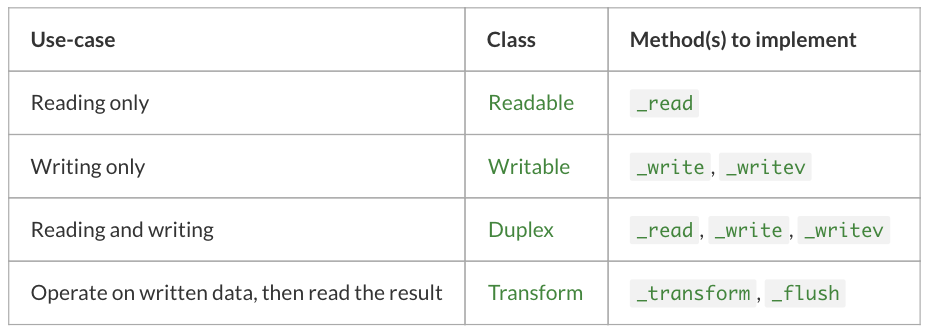 Use-case Class Method(s) to implement
Reading only Readable _read
Writing only Writable _write, _writev
Reading and writing Duplex _read, _write, _writev
Operate on written data, then read the result Transform _transform, _flush